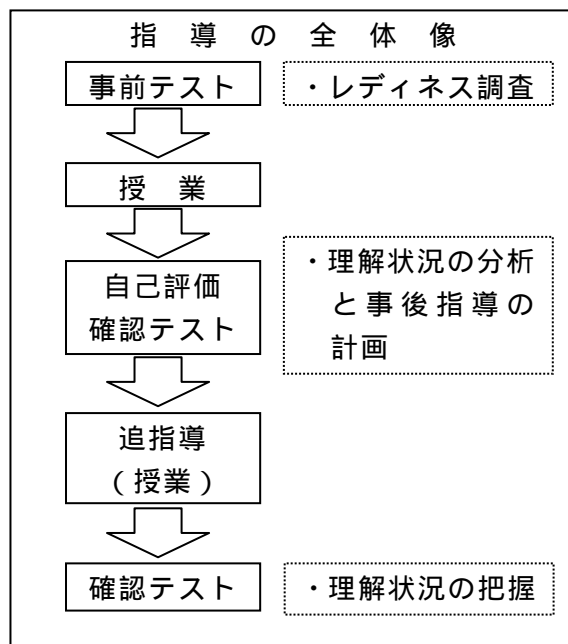 指導の全体像
事前テスト
・レディネス調査
授業
自己評価
確認テスト
・理解状況の分析
と事後指導の
計画
追指導
(授業)
確認テスト
・理解状況の把握